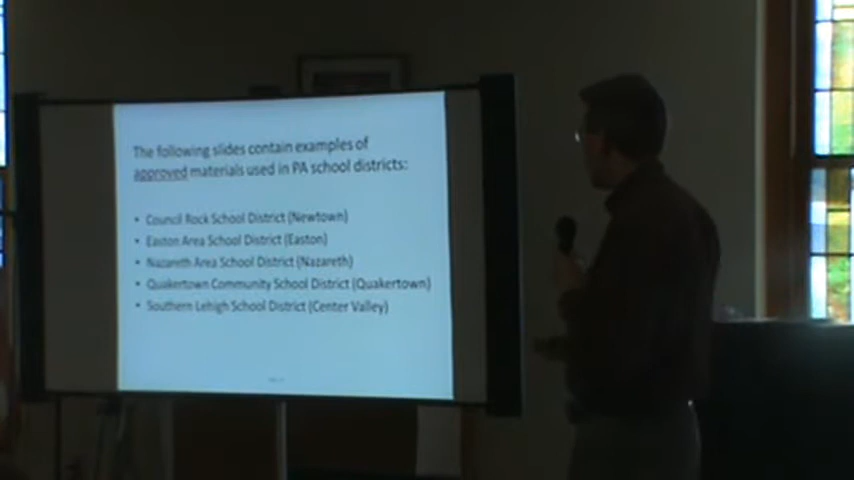 The following slides contain examples of
approved materials used in PA school districts:
• Council Rock School District (Newtown)
• Easton Area School District (Easton)
• Nazareth Area School District (Nazareth)
• Quakertown Community School District (Quakertown)
• Southern Lehigh School District (Center Valley)